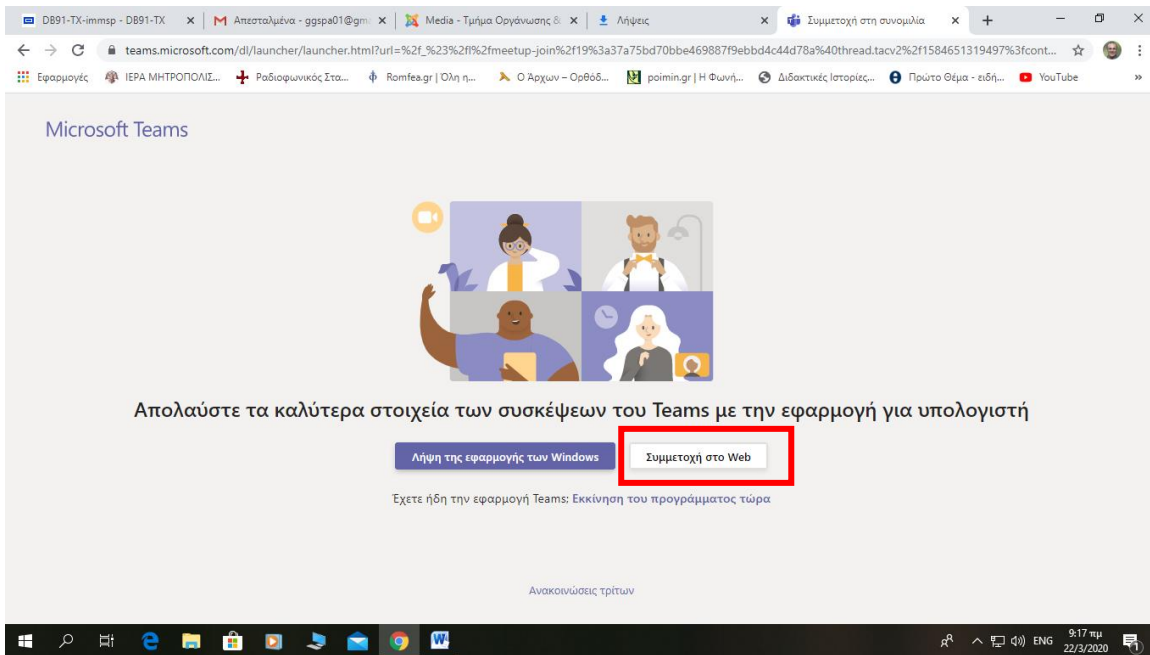 DB91-TX-immsp - DB91-TX
Απεσταλμένα - ggspa01@gm
Media - Τμήμα Οργάνωσης &
Λήψεις
Συμμετοχή στη συνομιλία
teams.microsoft.com/dl/launcher/launcher.html?url=%2f_%23%2fl%2fmeetup-join%2f19%3a37a75bd70bbe469887f9ebbd4c44d78a%40thread.tacv2%2f1584651319497%3fcont...
Εφαρμογές ΙΕΡΑ ΜΗΤΡΟΠΟΛΙΣ... Ραδιοφωνικός Στα... Romfea.gr | Όλη η... Ο Άρχων – Ορθόδ... poimin.gr | Η Φωνή... Διδακτικές Ιστορίες... Πρώτο Θέμα - ειδή... YouTube »
Microsoft Teams
Απολαύστε τα καλύτερα στοιχεία των συσκέψεων του Teams με την εφαρμογή για υπολογιστή
Λήψη της εφαρμογής των Windows
Συμμετοχή στο Web
Έχετε ήδη την εφαρμογή Teams; Εκκίνηση του προγράμματος τώρα
Ανακοινώσεις τρίτων
ENG
9:17 πμ
22/3/2020